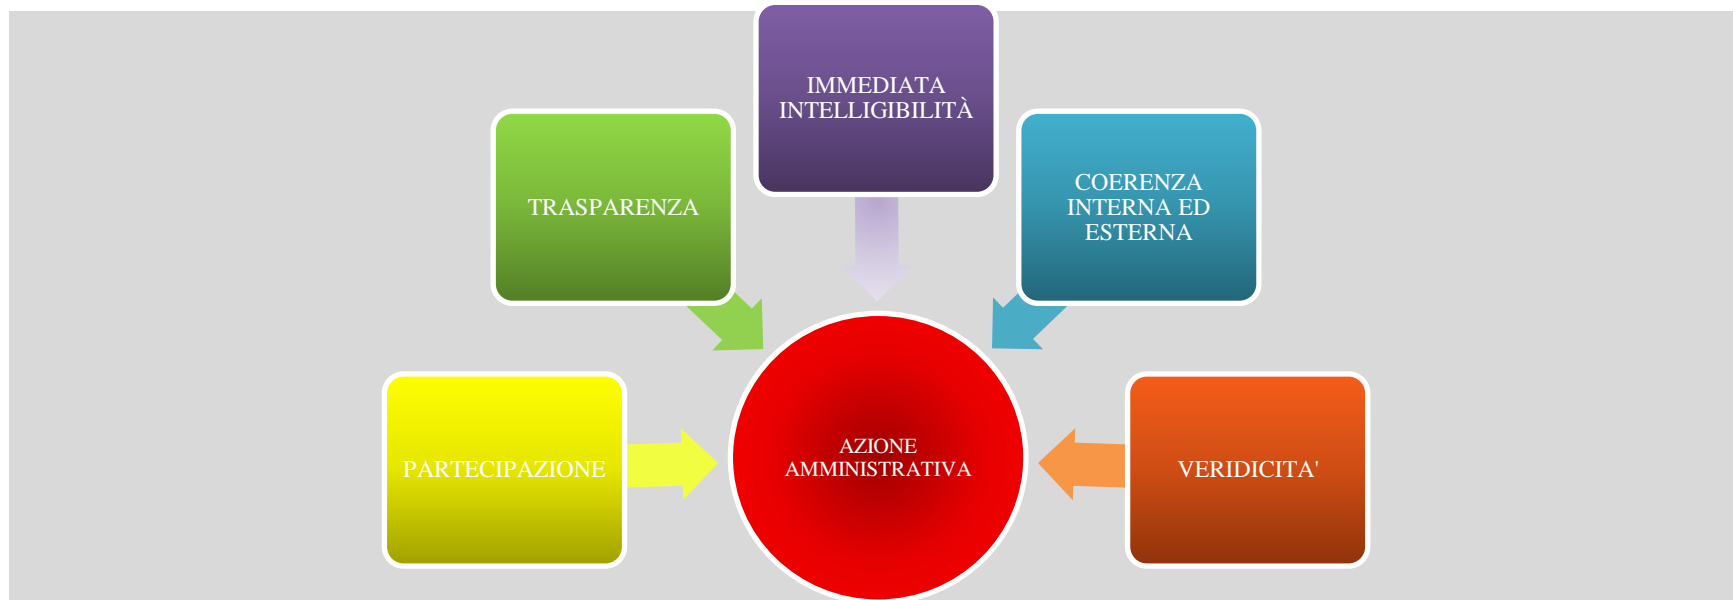 IMMEDIATA
INTELLIGIBILITÀ
TRASPARENZA
COERENZA
INTERNA ED
ESTERNA
PARTECIPAZIONE
AZIONE
AMMINISTRATIVA
VERIDICITA'